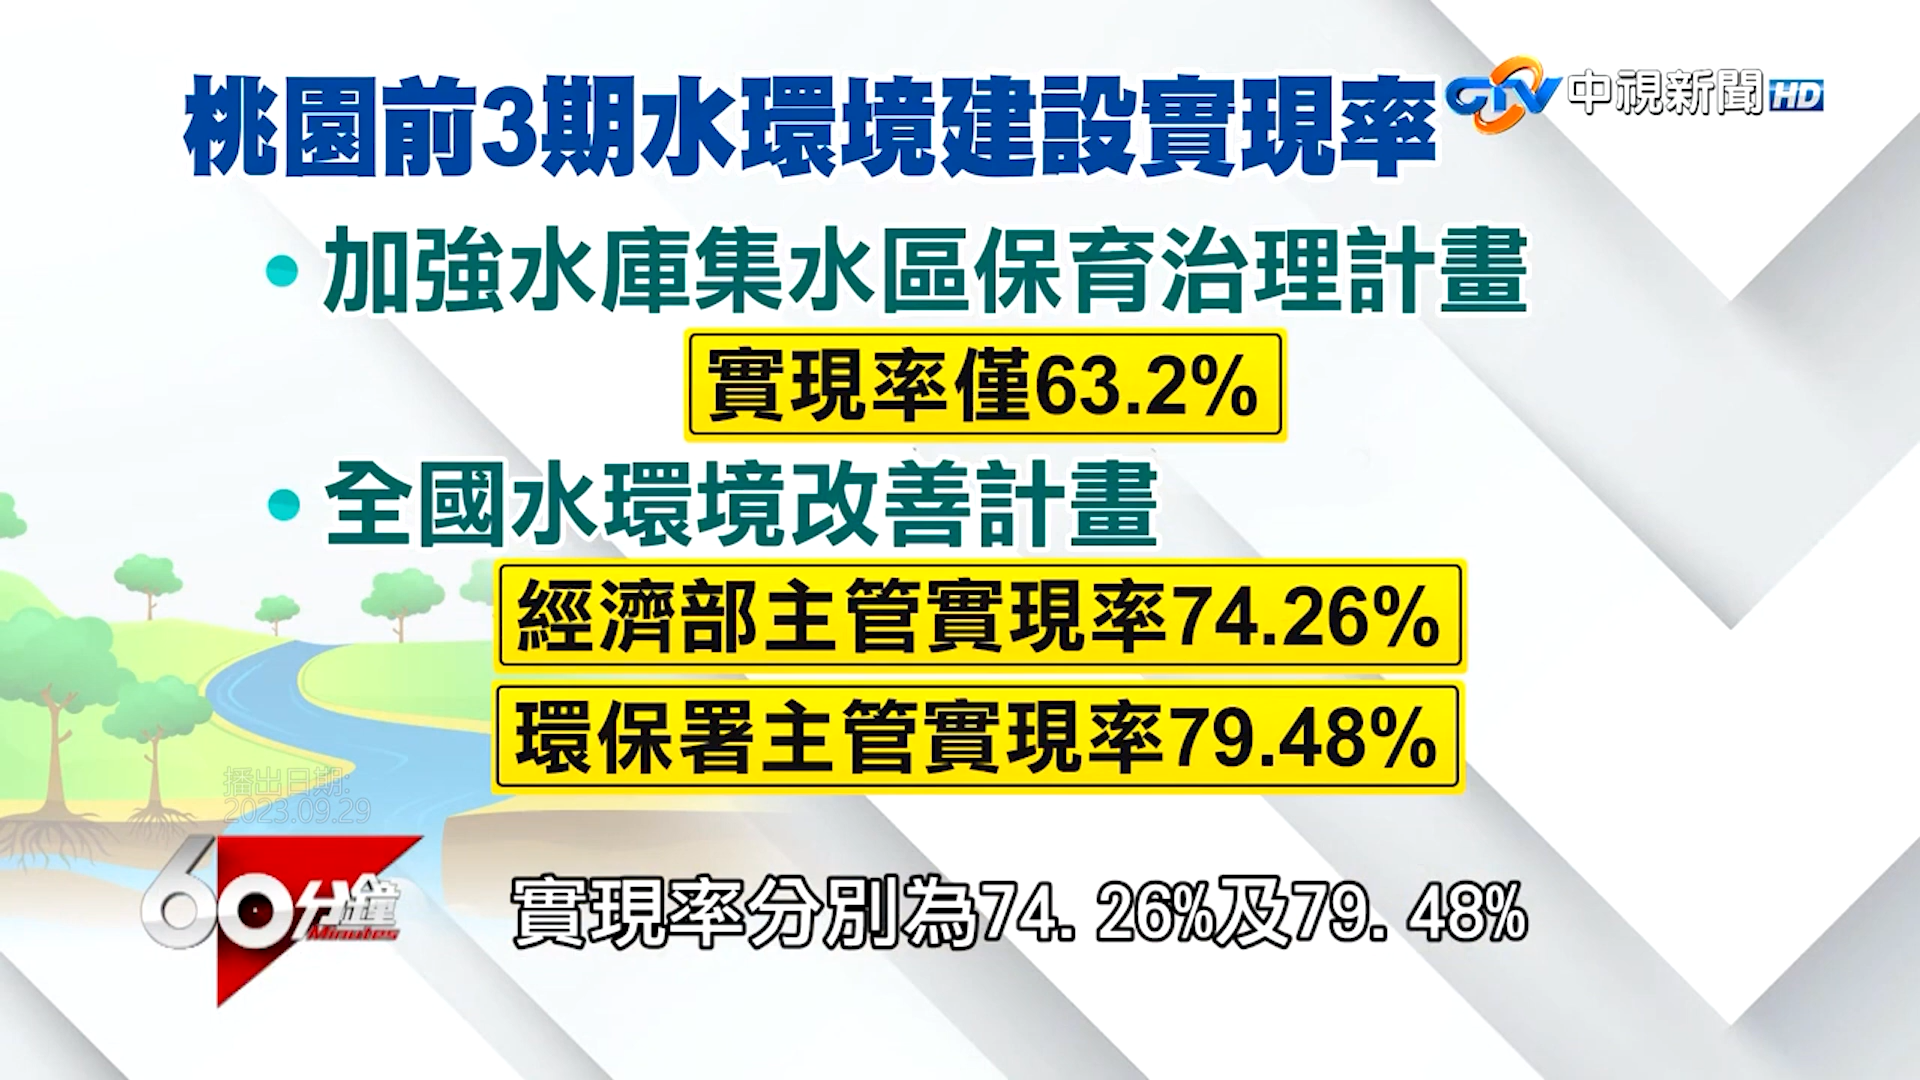 桃園前3期水環境建設實現率
CTV 中視新聞 HD
加強水庫集水區保育治理計畫
實現率僅63.2%
全國水環境改善計畫
經濟部主管實現率74.26%
環保署主管實現率79.48%
播出日期:
2023.09.29
60分鐘
Minutes
實現率分別為74.26%及79.48%